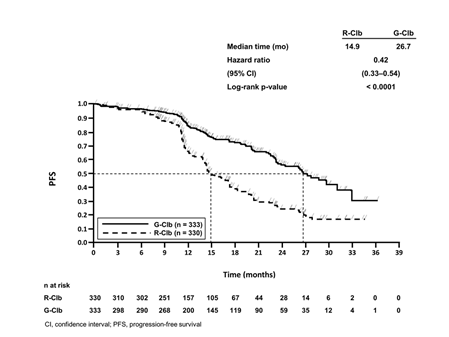 R-Clb G-Clb
Median time (mo) 14.9 26.7
Hazard ratio 0.42
(95% CI) (0.33–0.54)
Log-rank p-value < 0.0001
1.0
0.9
0.8
0.7
0.6
0.5
0.4
0.3
0.2
0.1
0.0
PFS
G-Clb (n = 333)
R-Clb (n = 330)
0 3 6 9 12 15 18 21 24 27 30 33 36 39
Time (months)
n at risk
R-Clb 330 310 302 251 157 105 67 44 28 14 6 2 0 0
G-Clb 333 298 290 268 200 145 119 90 59 35 12 4 1 0
CI, confidence interval; PFS, progression-free survival